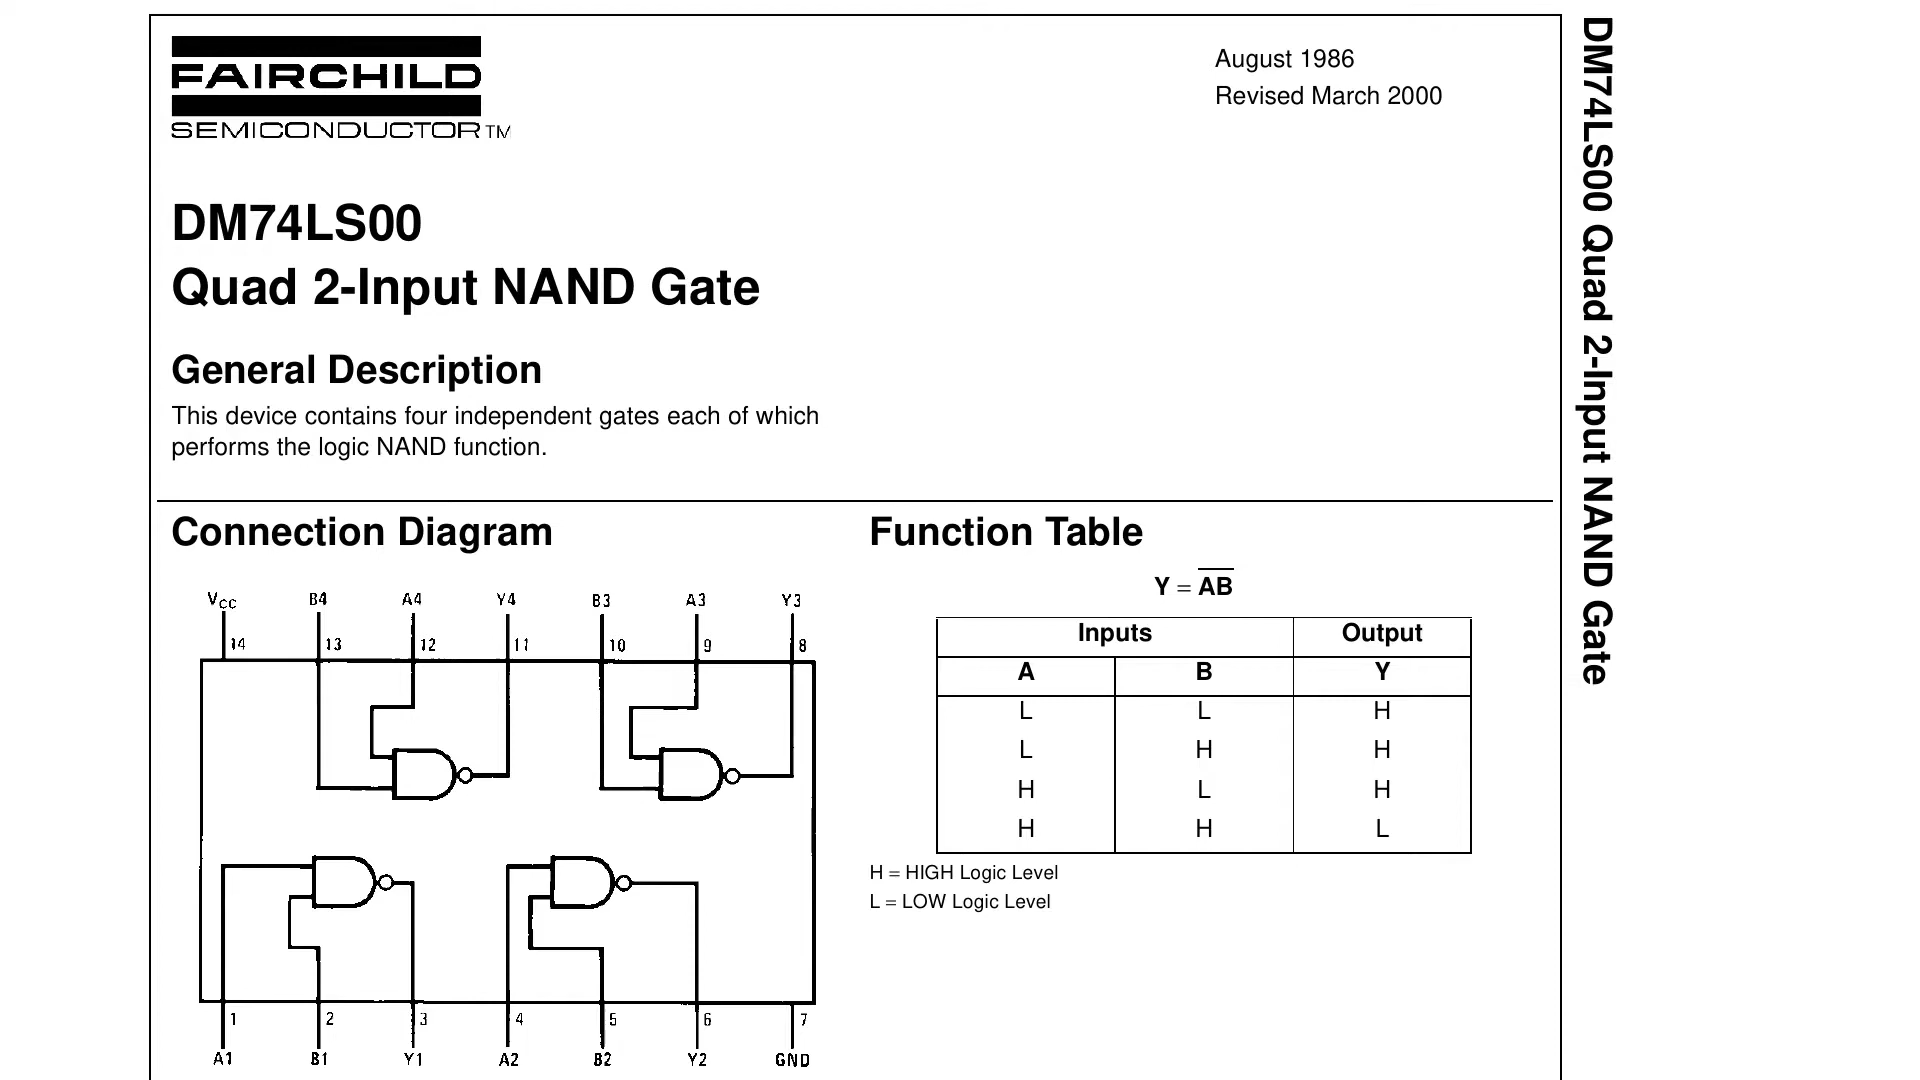 FAIRCHILD
SEMICONDUCTOR TM
August 1986
Revised March 2000
DM74LS00
Quad 2-Input NAND Gate
General Description
This device contains four independent gates each of which
performs the logic NAND function.
Connection Diagram
VCC B4 A4 Y4 B3 A3 Y3
14 13 12 11 10 9 8
1 2 3 4 5 6 7
A1 B1 Y1 A2 B2 Y2 GND
Function Table
Y = A̅B̅
Inputs Output
A B Y
L L H
L H H
H L H
H H L
H = HIGH Logic Level
L = LOW Logic Level
DM74LS00 Quad 2-Input NAND Gate